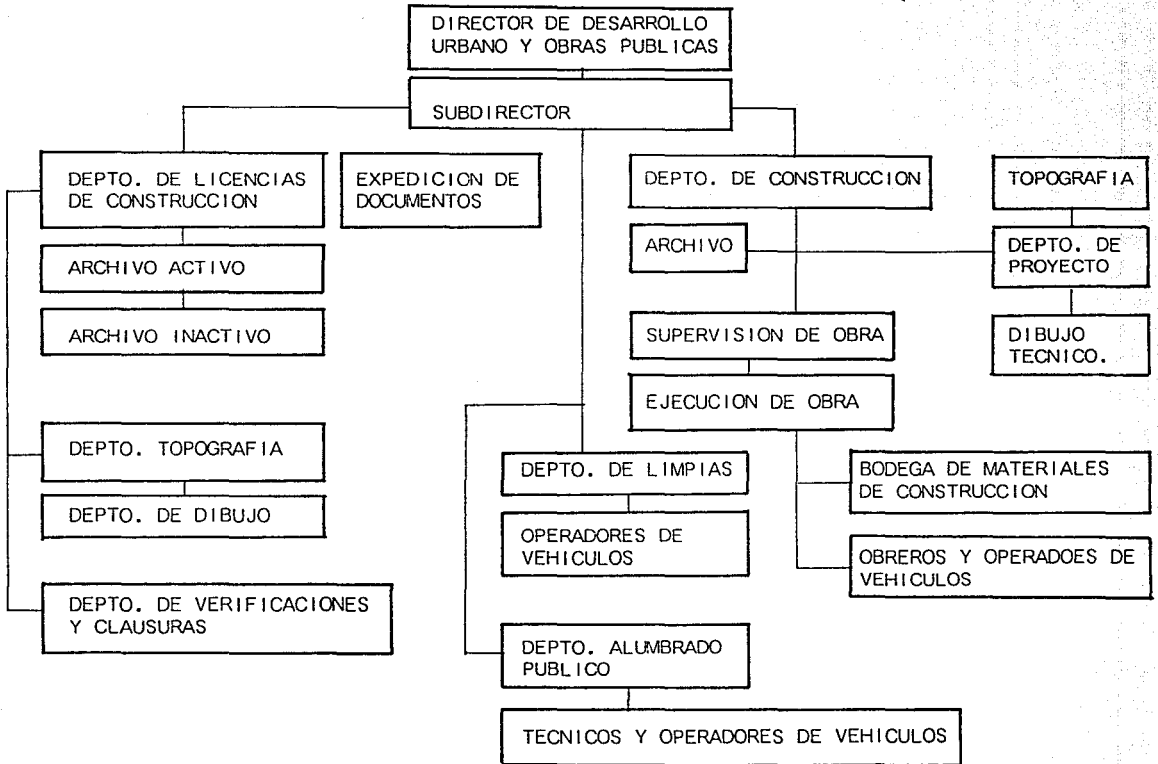 DIRECTOR DE DESARROLLO
URBANO Y OBRAS PUBLICAS
SUBDIRECTOR
DEPTO. DE LICENCIAS
DE CONSTRUCCION
EXPEDICION DE
DOCUMENTOS
DEPTO. DE CONSTRUCCION
TOPOGRAFIA
ARCHIVO ACTIVO
ARCHIVO
DEPTO. DE
PROYECTO
ARCHIVO INACTIVO
SUPERVISION DE OBRA
DIBUJO
TECNICO.
EJECUCION DE OBRA
DEPTO. TOPOGRAFIA
DEPTO. DE DIBUJO
DEPTO. DE LIMPIAS
BODEGA DE MATERIALES
DE CONSTRUCCION
OPERADORES DE
VEHICULOS
OBREROS Y OPERADOES DE
VEHICULOS
DEPTO. DE VERIFICACIONES
Y CLAUSURAS
DEPTO. ALUMBRADO
PUBLICO
TECNICOS Y OPERADORES DE VEHICULOS